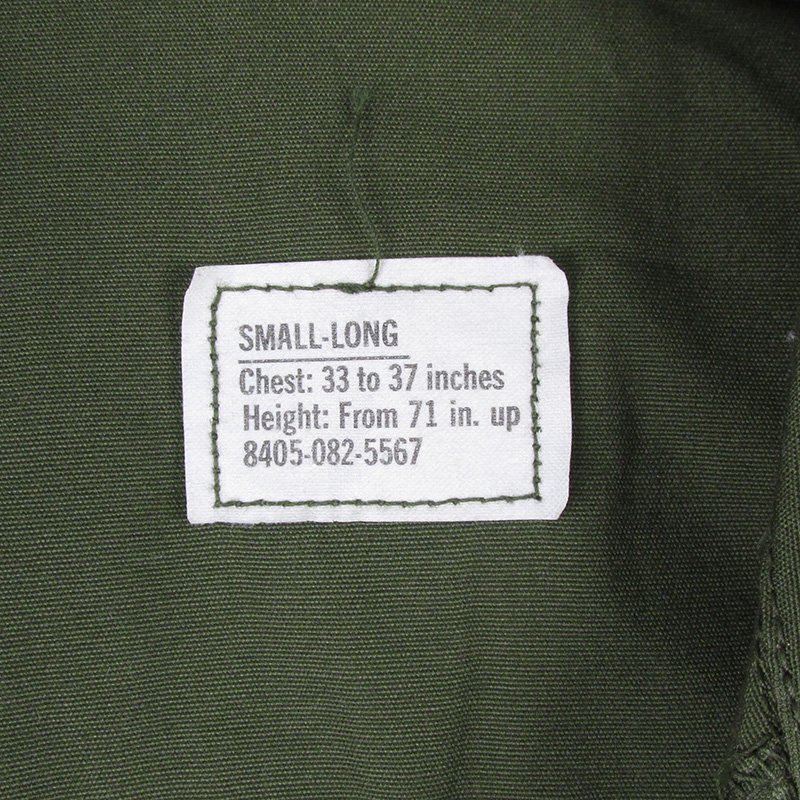 SMALL-LONG
Chest: 33 to 37 inches
Height: From 71 in. up
8405-082-5567